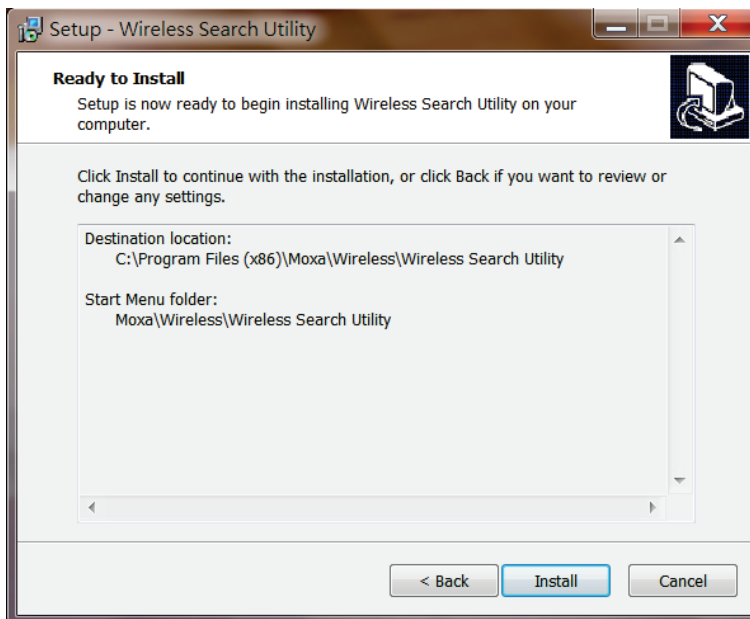 Setup - Wireless Search Utility
Ready to Install
Setup is now ready to begin installing Wireless Search Utility on your
computer.
Click Install to continue with the installation, or click Back if you want to review or
change any settings.
Destination location:
C:\Program Files (x86)\Moxa\Wireless\Wireless Search Utility
Start Menu folder:
Moxa\Wireless\Wireless Search Utility
< Back Install Cancel